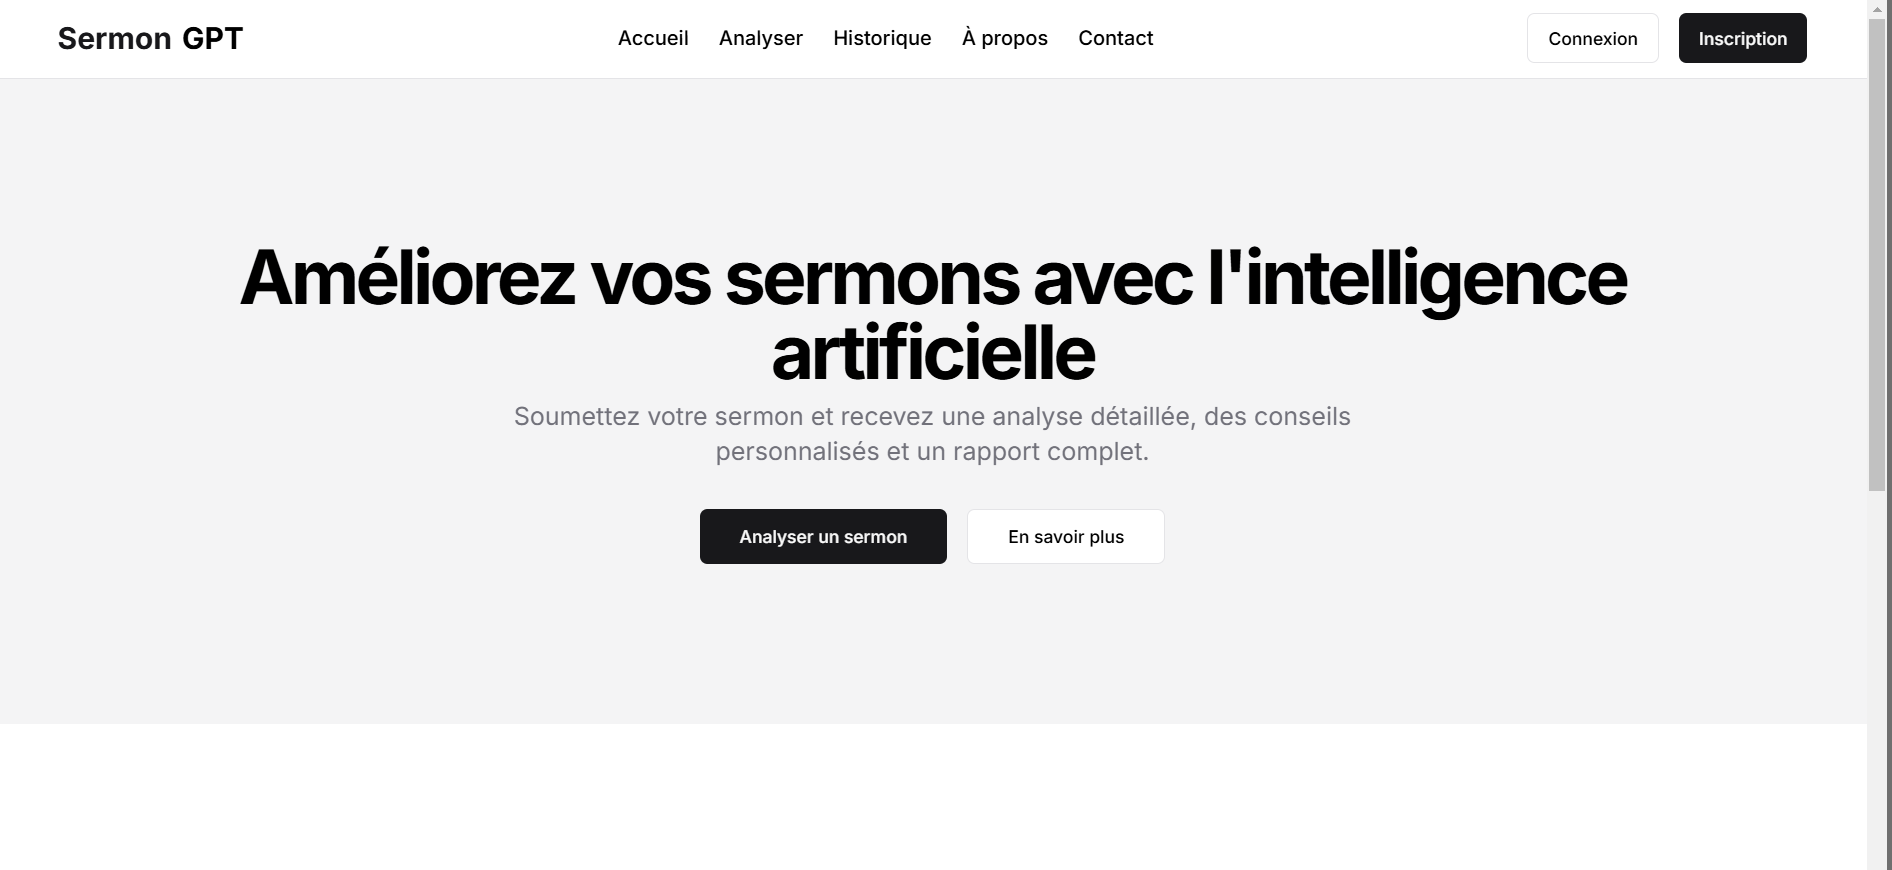 Sermon GPT
Accueil Analyser Historique À propos Contact
Connexion Inscription
Améliorez vos sermons avec l'intelligence
artificielle
Soumettez votre sermon et recevez une analyse détaillée, des conseils
personnalisés et un rapport complet.
Analyser un sermon En savoir plus